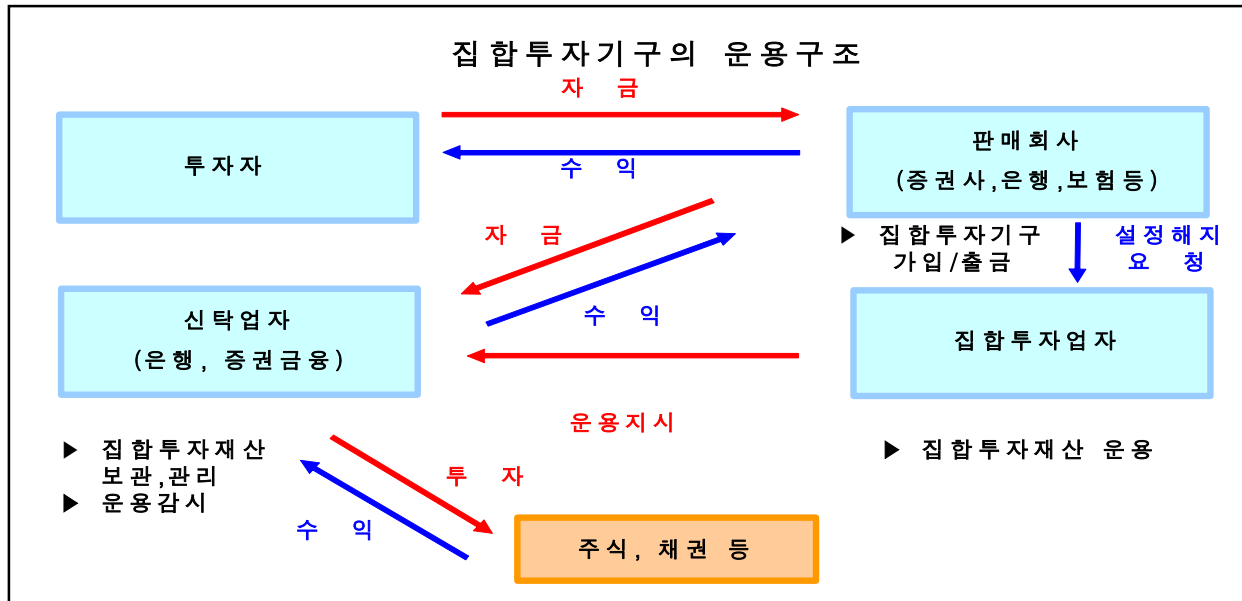 집합투자기구의 운용구조
자 금
수 익
투자자
판매회사
(증권사,은행,보험등)
▶ 집합투자기구
가입/출금
설정해지
요 청
자 금
수 익
신탁업자
(은행, 증권금융)
집합투자업자
운용지시
▶ 집합투자재산
보관,관리
▶ 운용감시
▶ 집합투자재산 운용
투 자
수 익
주식, 채권 등